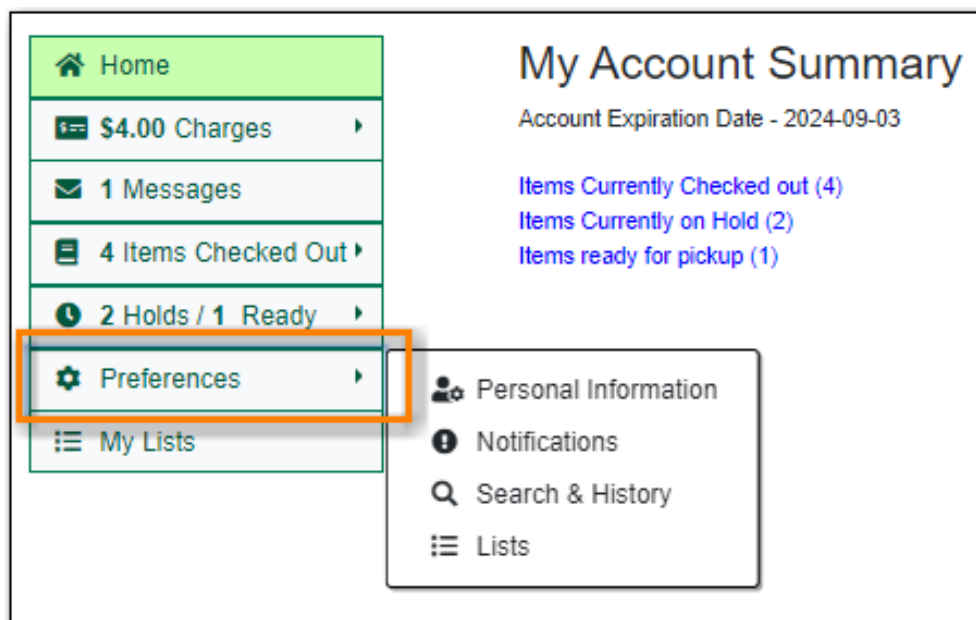 Home
$4.00 Charges
1 Messages
4 Items Checked Out
2 Holds / 1 Ready
Preferences
My Lists
My Account Summary
Account Expiration Date - 2024-09-03
Items Currently Checked out (4)
Items Currently on Hold (2)
Items ready for pickup (1)
Personal Information
Notifications
Search & History
Lists